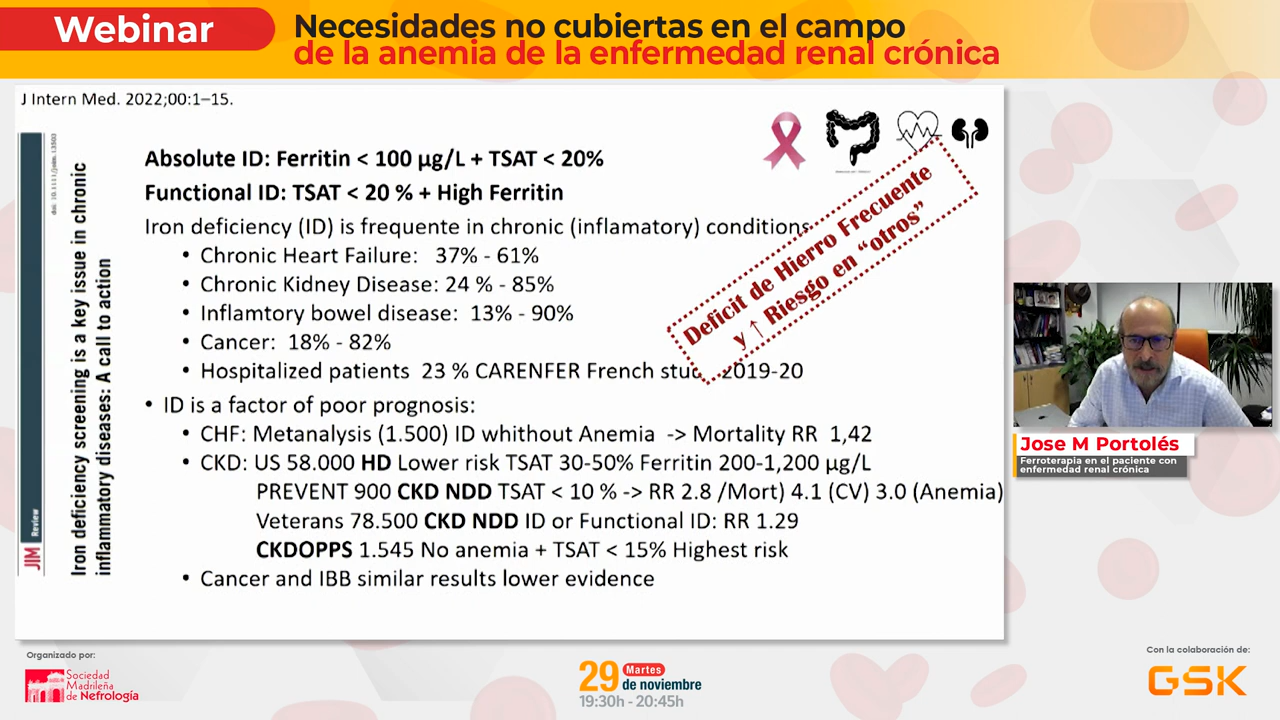 Webinar
Necesidades no cubiertas en el campo
de la anemia de la enfermedad renal crónica
J Intern Med. 2022;00:1–15.
JIM
Review
Iron deficiency screening is a key issue in chronic
inflammatory diseases: A call to action
Absolute ID: Ferritin < 100 µg/L + TSAT < 20%
Functional ID: TSAT < 20 % + High Ferritin
Iron deficiency (ID) is frequente in chronic (inflamatory) conditions
• Chronic Heart Failure: 37% - 61%
• Chronic Kidney Disease: 24 % - 85%
• Inflamtory bowel disease: 13% - 90%
• Cancer: 18% - 82%
• Hospitalized patients 23 % CARENFER French stud 2019-20
Deficit de Hierro Frecuente
y ↑ Riesgo en “otros”
• ID is a factor of poor prognosis:
• CHF: Metanalysis (1.500) ID whithout Anemia -> Mortality RR 1,42
• CKD: US 58.000 HD Lower risk TSAT 30-50% Ferritin 200-1,200 µg/L
PREVENT 900 CKD NDD TSAT < 10 % -> RR 2.8 /Mort) 4.1 (CV) 3.0 (Anemia)
Veterans 78.500 CKD NDD ID or Functional ID: RR 1.29
CKDOPPS 1.545 No anemia + TSAT < 15% Highest risk
• Cancer and IBB similar results lower evidence
Jose M Portolés
Ferroterapia en el paciente con
enfermedad renal crónica
Organizado por:
Sociedad
Madrileña
de Nefrología
29 Martes
de noviembre
19:30h - 20:45h
Con la colaboración de:
GSK